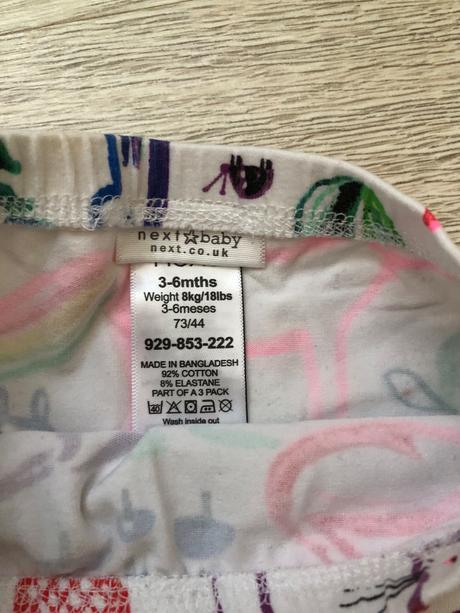 next☆baby
next.co.uk
3-6mths
Weight 8kg/18lbs
3-6meses
73/44
929-853-222
MADE IN BANGLADESH
92% COTTON
8% ELASTANE
PART OF A 3 PACK
40
Wash inside out